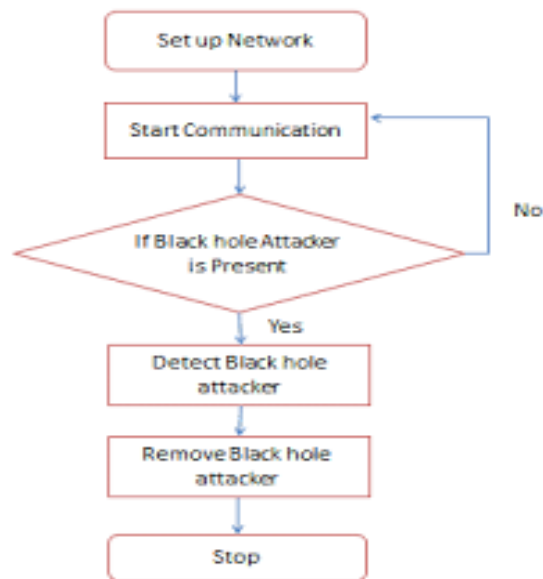 Set up Network
Start Communication
If Black hole Attacker
is Present
No
Yes
Detect Black hole
attacker
Remove Black hole
attacker
Stop